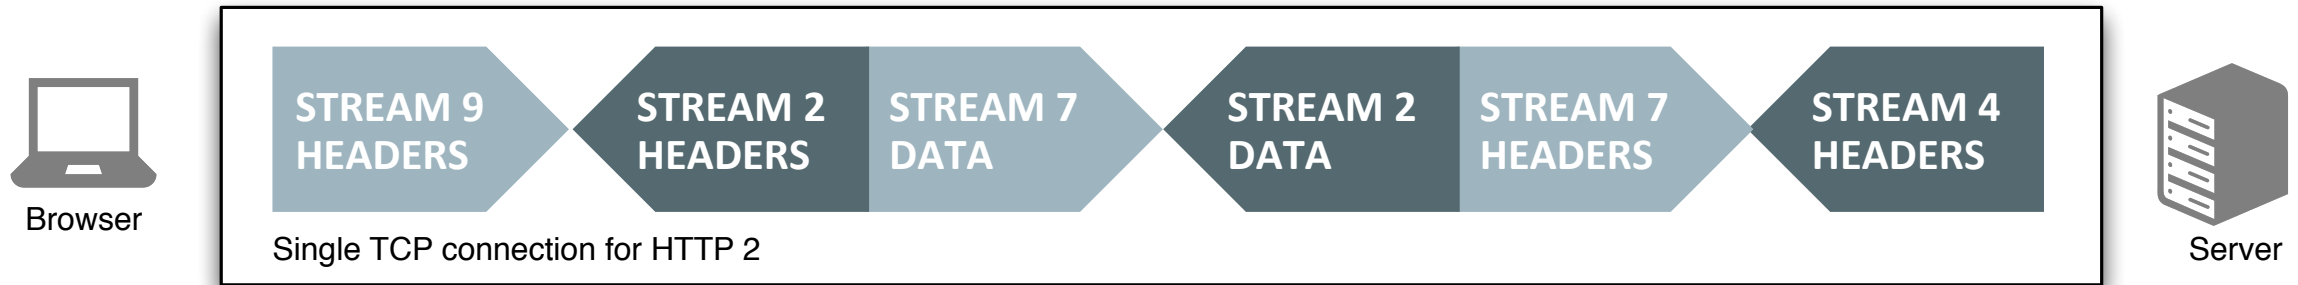 STREAM 9
HEADERS
STREAM 2
HEADERS
STREAM 7
DATA
STREAM 2
DATA
STREAM 7
HEADERS
STREAM 4
HEADERS
Browser
Single TCP connection for HTTP 2
Server